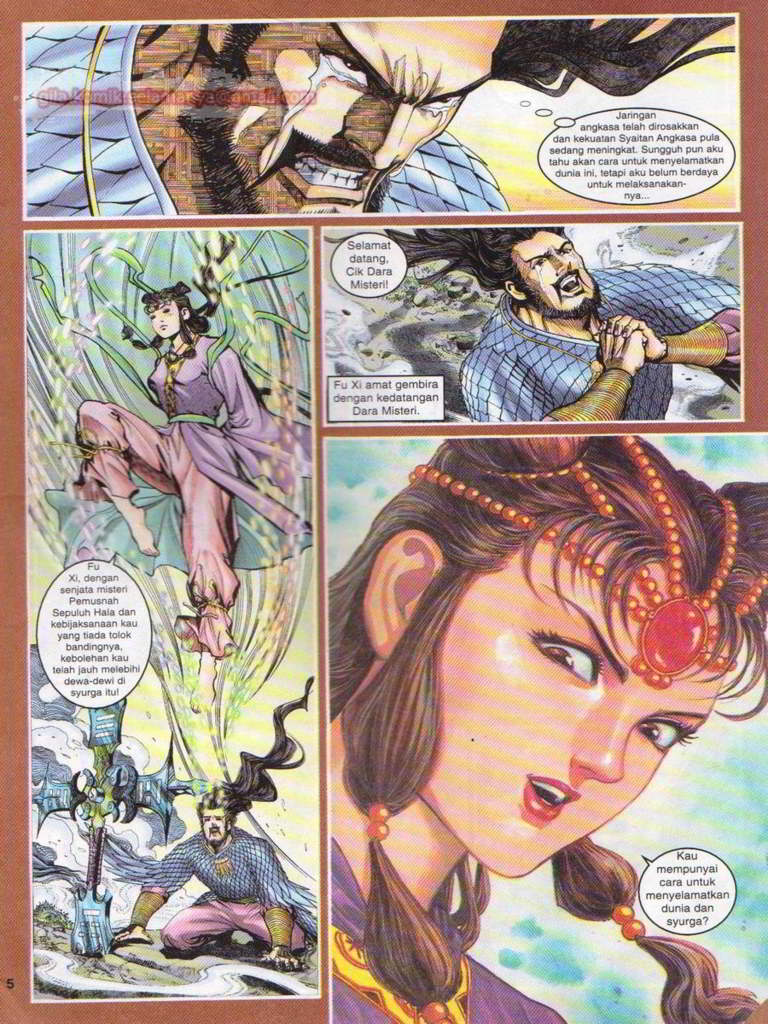 Jaringan
angkasa telah dirosakkan
dan kekuatan Syaitan Angkasa pula
sedang meningkat. Sungguh pun aku
tahu akan cara untuk menyelamatkan
dunia ini, tetapi aku belum berdaya
untuk melaksanakan-
nya...
Selamat
datang,
Cik Dara
Misteri!
Fu Xi amat gembira
dengan kedatangan
Dara Misteri.
Fu
Xi, dengan
senjata misteri
Pemusnah
Sepuluh Hala dan
kebijaksanaan kau
yang tiada tolok
bandingnya,
kebolehan kau
telah jauh melebihi
dewa-dewi di
syurga itu!
Kau
mempunyai
cara untuk
menyelamatkan
dunia dan
syurga?
5